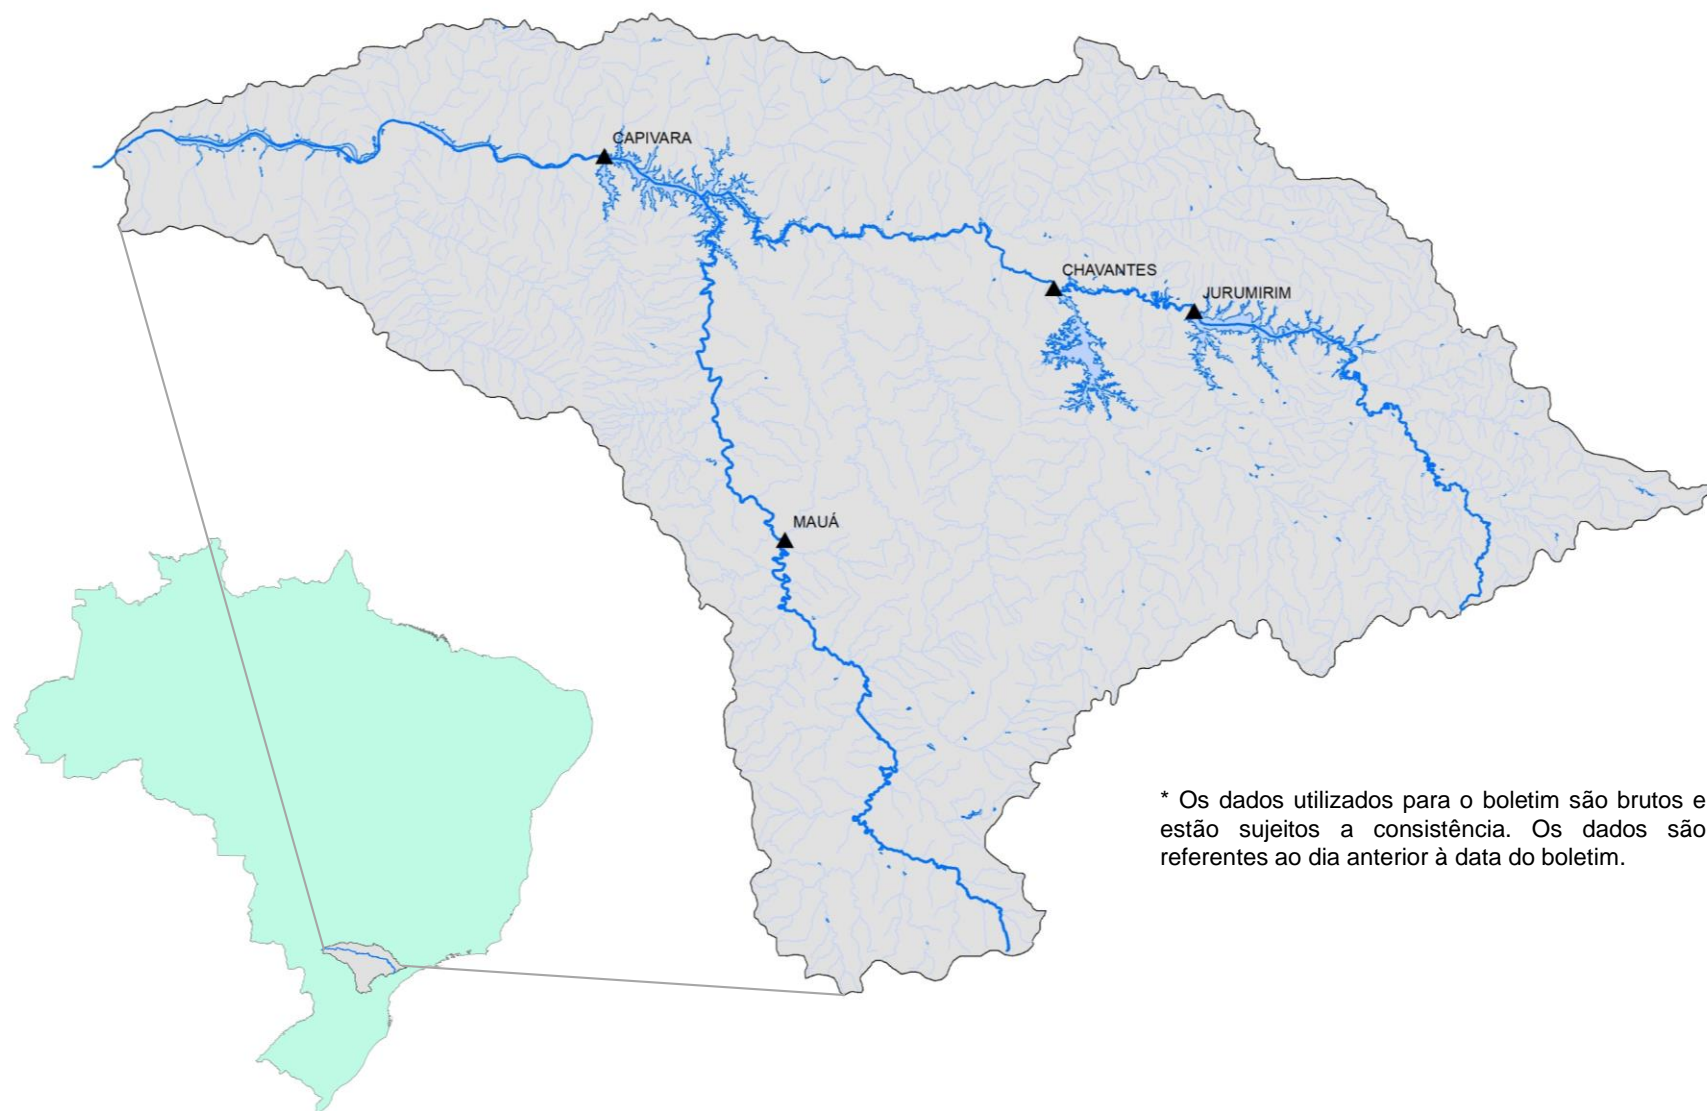 CAPIVARA
CHAVANTES
JURUMIRIM
MAUÁ
* Os dados utilizados para o boletim são brutos e
estão sujeitos a consistência. Os dados são
referentes ao dia anterior à data do boletim.